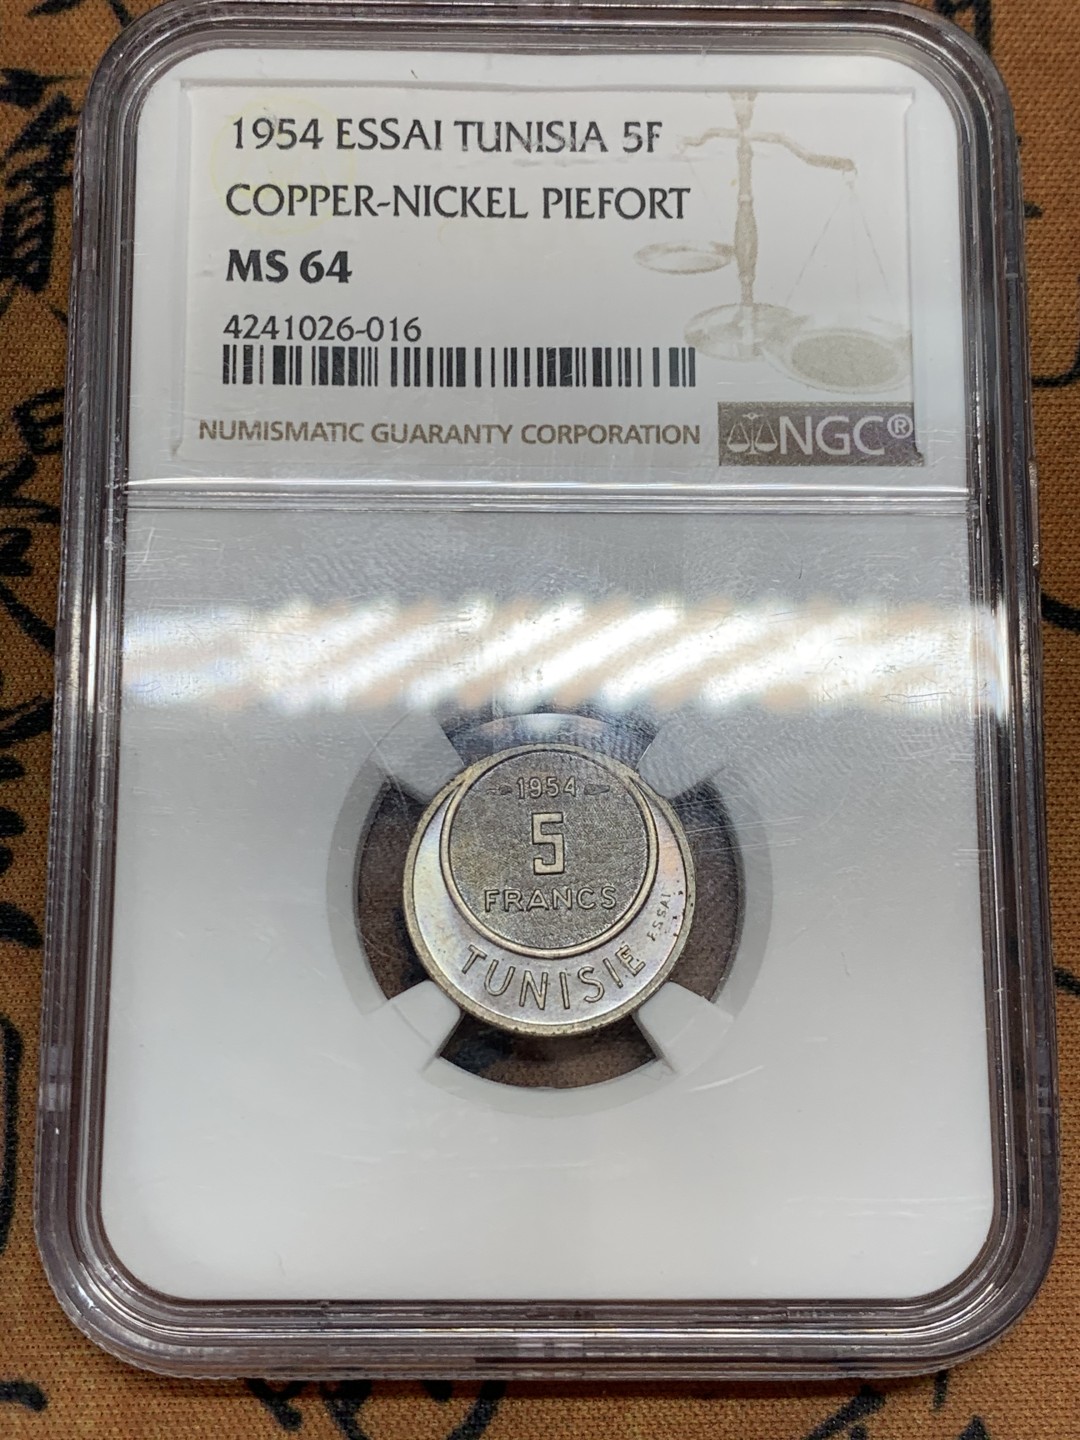 1954 ESSAI TUNISIA 5F
COPPER-NICKEL PIEFORT
MS 64
4241026-016
NUMISMATIC GUARANTY CORPORATION
NGC®
1954
5
FRANCS
ESSAI
TUNISIE